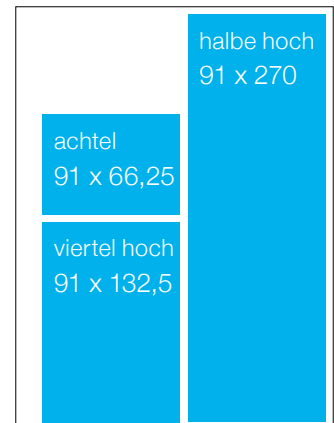 halbe hoch
91 x 270
achtel
91 x 66,25
viertel hoch
91 x 132,5